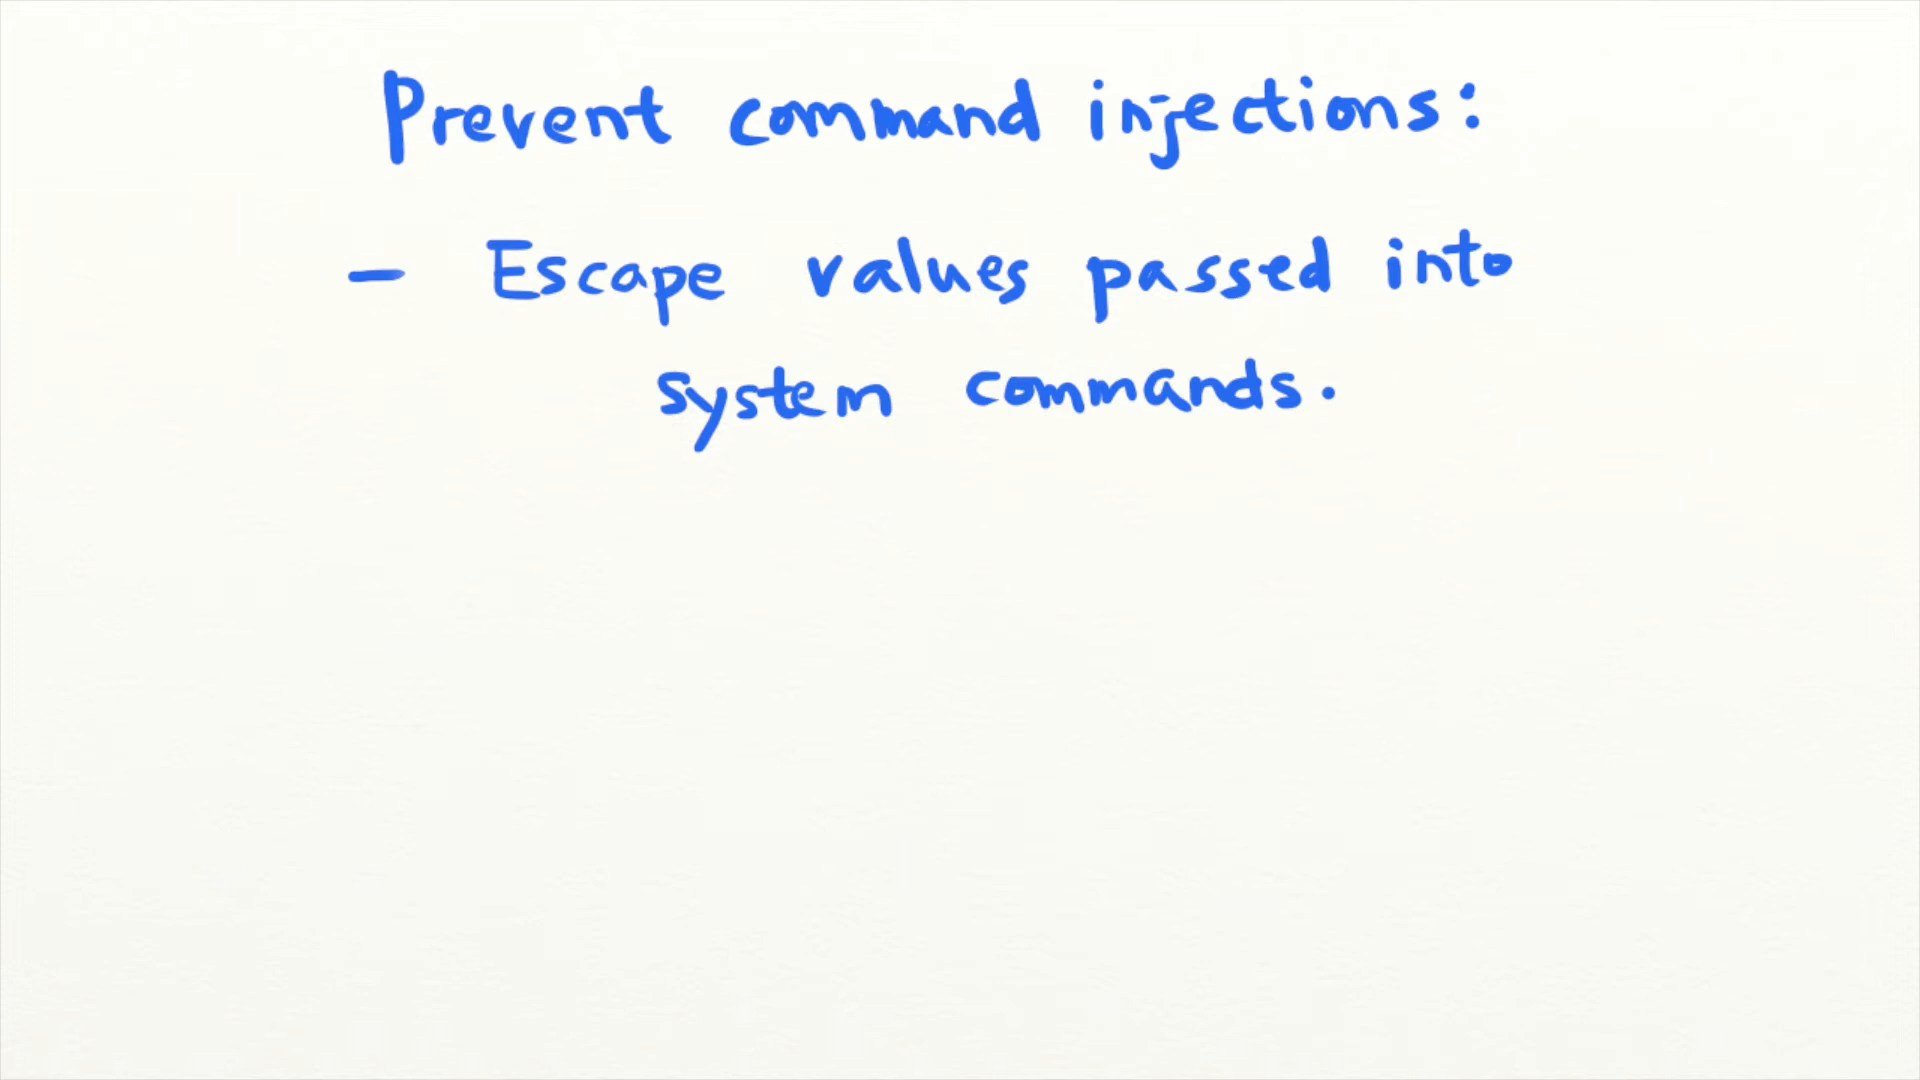 Prevent command injections:
- Escape values passed into
system commands.